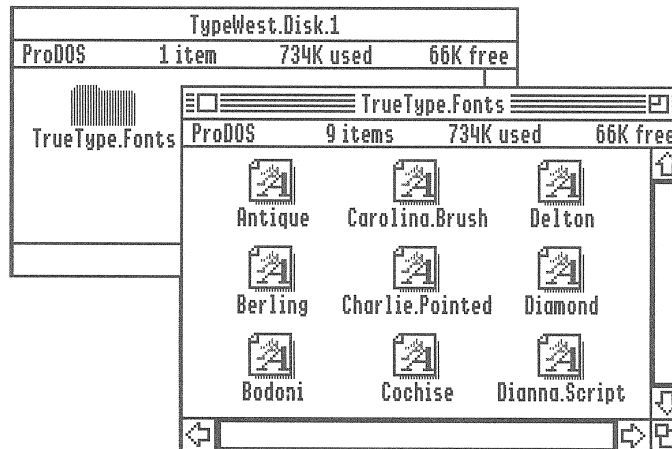 TypeWest.Disk.1
ProDOS 1 item 734K used 66K free
TrueType.Fonts
TrueType.Fonts
ProDOS 9 items 734K used 66K free
Antique Carolina.Brush Delton
Berling Charlie.Pointed Diamond
Bodoni Cochise Dianna.Script